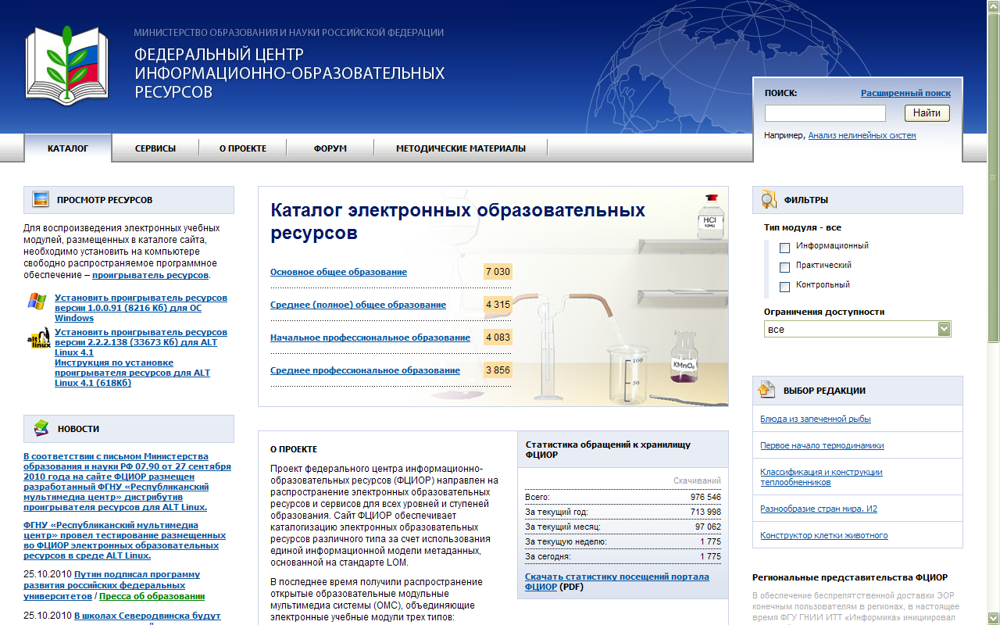 МИНИСТЕРСТВО ОБРАЗОВАНИЯ И НАУКИ РОССИЙСКОЙ ФЕДЕРАЦИИ
ФЕДЕРАЛЬНЫЙ ЦЕНТР
ИНФОРМАЦИОННО-ОБРАЗОВАТЕЛЬНЫХ
РЕСУРСОВ
ПОИСК: Расширенный поиск
Найти
Например, Анализ нелинейных систем
КАТАЛОГ СЕРВИСЫ О ПРОЕКТЕ ФОРУМ МЕТОДИЧЕСКИЕ МАТЕРИАЛЫ
ПРОСМОТР РЕСУРСОВ
Для воспроизведения электронных учебных
модулей, размещенных в каталоге сайта,
необходимо установить на компьютере
свободно распространяемое программное
обеспечение – проигрыватель ресурсов.
Установить проигрыватель ресурсов
версии 1.0.0.91 (8216 Кб) для ОС
Windows
alt linux
Установить проигрыватель ресурсов
версии 2.2.2.138 (33673 Кб) для ALT
Linux 4.1
Инструкция по установке
проигрывателя ресурсов для ALT
Linux 4.1 (618Кб)
НОВОСТИ
В соответствии с письмом Министерства
образования и науки РФ 07.90 от 27 сентября
2010 года на сайте ФЦИОР размещен
разработанный ФГНУ «Республиканский
мультимедиа центр» дистрибутив
проигрывателя ресурсов для ALT Linux.
ФГНУ «Республиканский мультимедиа
центр» провел тестирование размещенных
во ФЦИОР электронных образовательных
ресурсов в среде ALT Linux.
25.10.2010 Путин подписал программу
развития российских федеральных
университетов / Пресса об образовании
25.10.2010 В школах Северодвинска будут
Каталог электронных образовательных
ресурсов
Основное общее образование 7 030
Среднее (полное) общее образование 4 315
Начальное профессиональное образование 4 083
Среднее профессиональное образование 3 856
HCl
конц
100
50
KMnO₄
О ПРОЕКТЕ
Проект федерального центра информационно-
образовательных ресурсов (ФЦИОР) направлен на
распространение электронных образовательных
ресурсов и сервисов для всех уровней и ступеней
образования. Сайт ФЦИОР обеспечивает
каталогизацию электронных образовательных
ресурсов различного типа за счет использования
единой информационной модели метаданных,
основанной на стандарте LOM.
В последнее время получили распространение
открытые образовательные модульные
мультимедиа системы (ОМС), объединяющие
электронные учебные модули трех типов:
Статистика обращений к хранилищу
ФЦИОР
Скачиваний
Всего: 976 546
За текущий год: 713 998
За текущий месяц: 97 062
За текущую неделю: 1 775
За сегодня: 1 775
Скачать статистику посещений портала
ФЦИОР (PDF)
ФИЛЬТРЫ
Тип модуля - все
Информационный
Практический
Контрольный
Ограничения доступности
все
ВЫБОР РЕДАКЦИИ
Блюда из запеченной рыбы
Первое начало термодинамики
Классификация и конструкции
теплообменников
Разнообразие стран мира. И2
Конструктор клетки животного
Региональные представительства ФЦИОР
В обеспечение беспрепятственной доставки ЭОР
конечным пользователям в регионах, в настоящее
время ФГУ ГНИИ ИТТ «Информика» инициировал